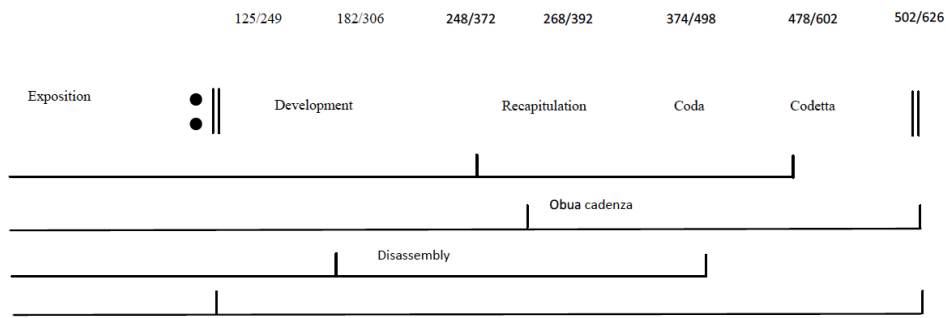 125/249 182/306 248/372 268/392 374/498 478/602 502/626
Exposition Development Recapitulation Coda Codetta
Obua cadenza
Disassembly